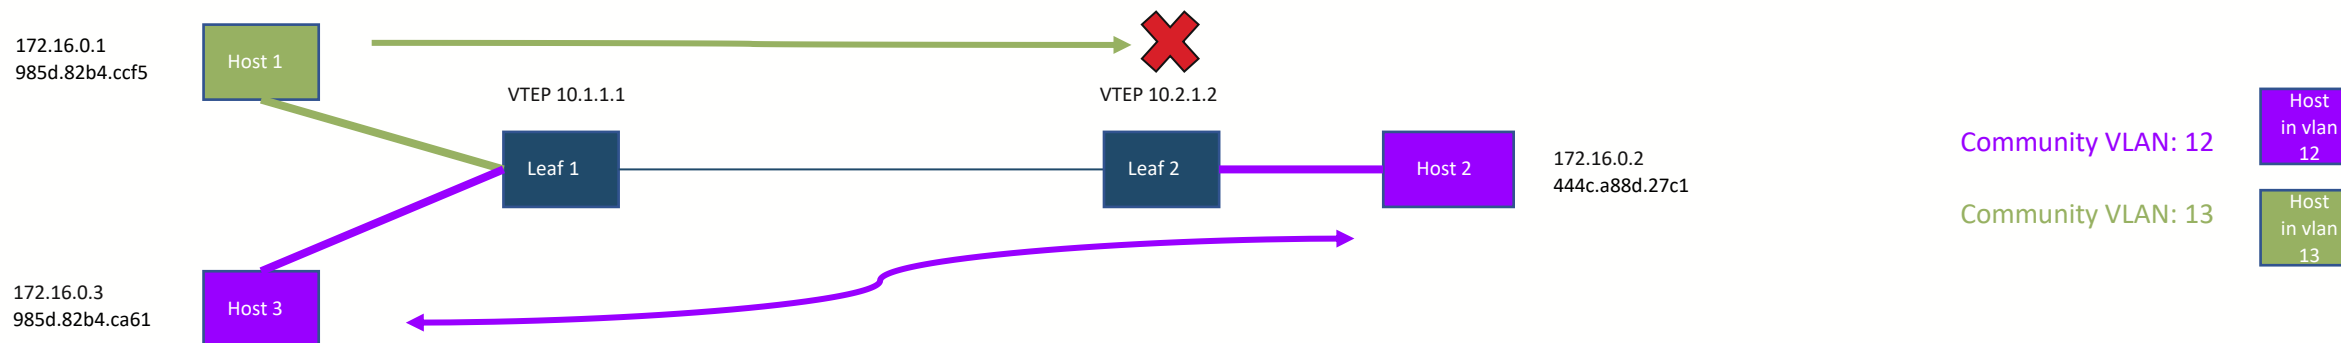 172.16.0.1
985d.82b4.ccf5
Host 1
VTEP 10.1.1.1
VTEP 10.2.1.2
Leaf 1
Leaf 2
Host 2
172.16.0.2
444c.a88d.27c1
172.16.0.3
985d.82b4.ca61
Host 3
Community VLAN: 12
Host
in vlan
12
Community VLAN: 13
Host
in vlan
13